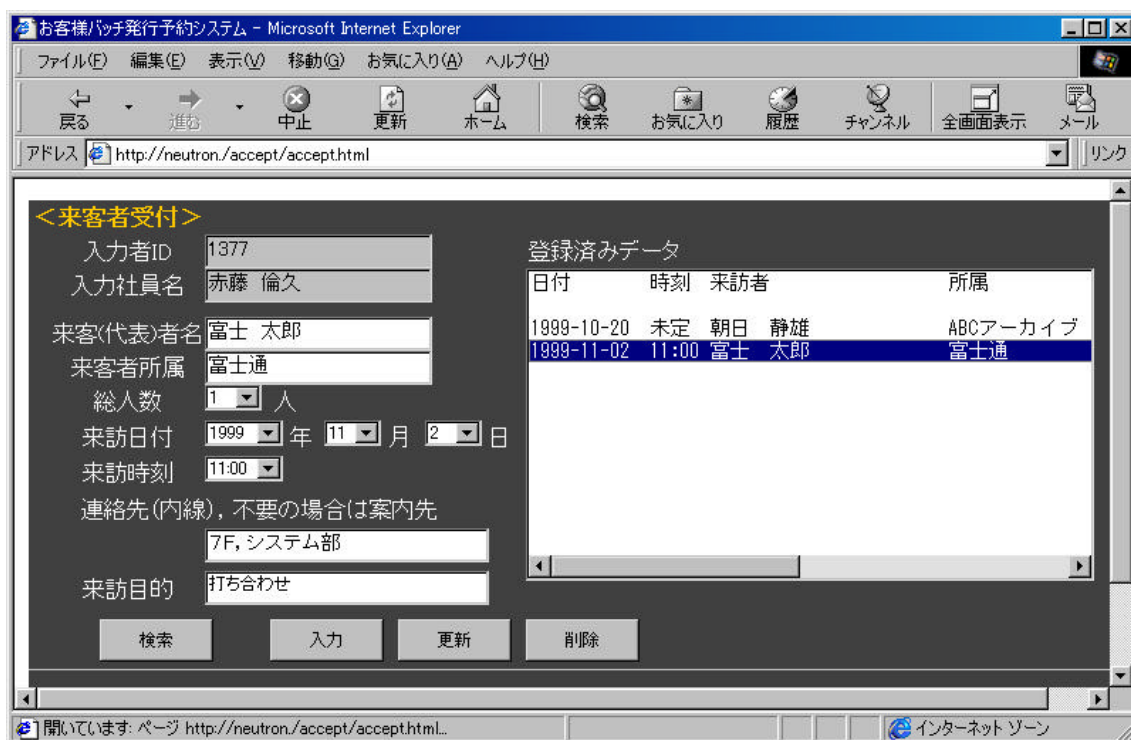 お客様バッチ発行予約システム - Microsoft Internet Explorer
ファイル(F) 編集(E) 表示(V) 移動(G) お気に入り(A) ヘルプ(H)
戻る 進む 中止 更新 ホーム 検索 お気に入り 履歴 チャンネル 全画面表示 メール
アドレス http://neutron./accept/accept.html リンク
＜来客者受付＞
入力者ID 1377
入力社員名 赤藤 倫久
来客(代表)者名 富士 太郎
来客者所属 富士通
総人数 1 人
来訪日付 1999 年 11 月 2 日
来訪時刻 11:00
連絡先(内線), 不要の場合は案内先
7F, システム部
来訪目的 打ち合わせ
登録済みデータ
日付 時刻 来訪者 所属
1999-10-20 未定 朝日 静雄 ABCアーカイブ
1999-11-02 11:00 富士 太郎 富士通
検索 入力 更新 削除
開いています: ページ http://neutron./accept/accept.html... インターネット ゾーン